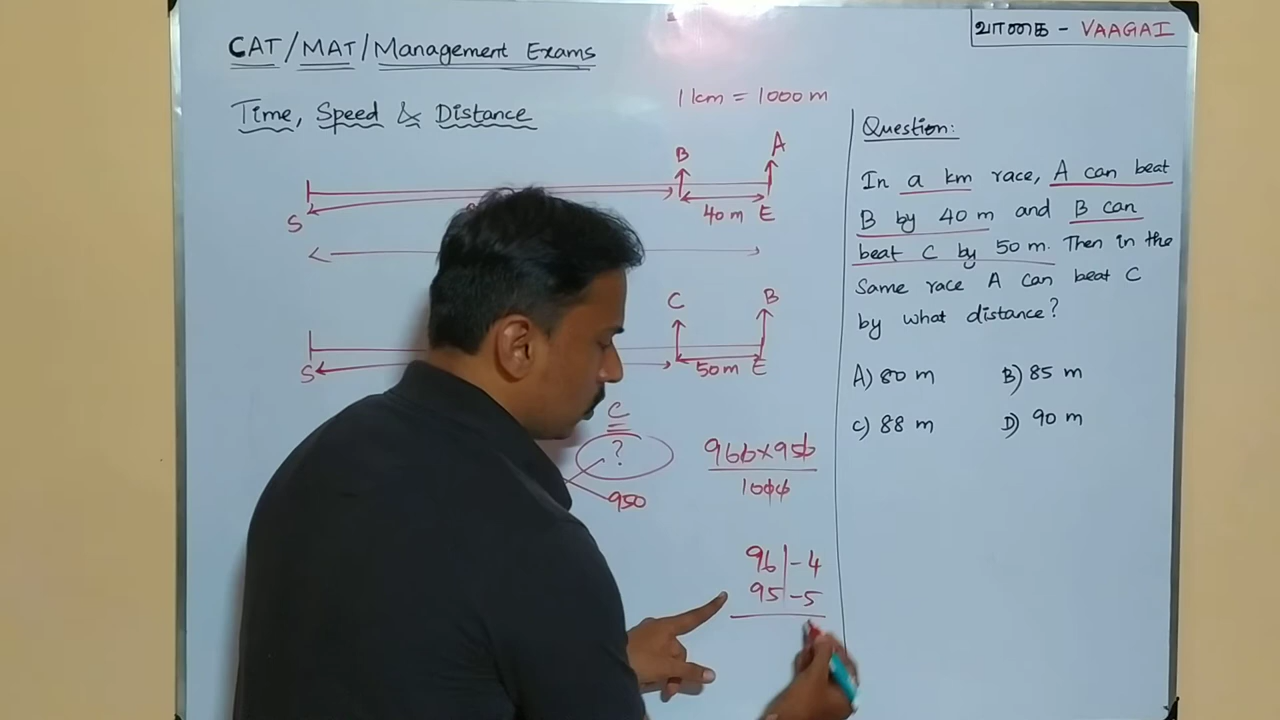 CAT/MAT/Management Exams
வாகை - VAAGAI
Time, Speed & Distance
1 km = 1000 m
B
A
S
40 m
E
C
B
S
50 m
E
C
?
950
960 x 950
1000
96 | -4
95 | -5
Question:
In a km race, A can beat
B by 40 m and B can
beat C by 50 m. Then in the
Same race A can beat C
by what distance?
A) 80 m B) 85 m
C) 88 m D) 90 m